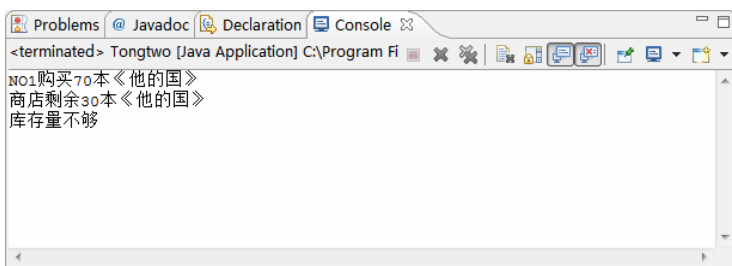 Problems @ Javadoc Declaration Console
<terminated> Tongtwo [Java Application] C:\Program Fi
NO1购买70本《他的国》
商店剩余30本《他的国》
库存量不够